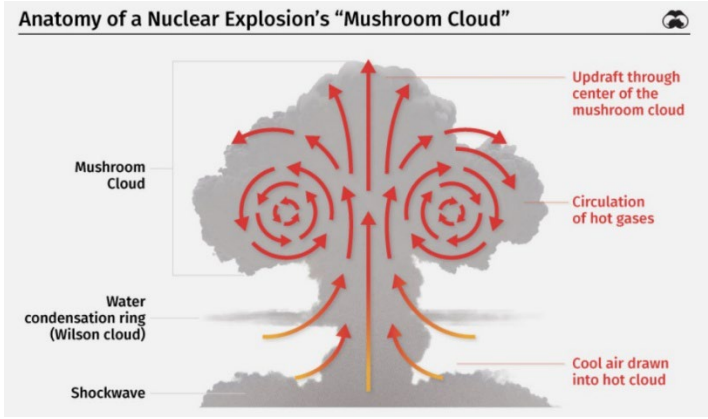 Anatomy of a Nuclear Explosion's “Mushroom Cloud”
Updraft through
center of the
mushroom cloud
Mushroom
Cloud
Circulation
of hot gases
Water
condensation ring
(Wilson cloud)
Cool air drawn
into hot cloud
Shockwave